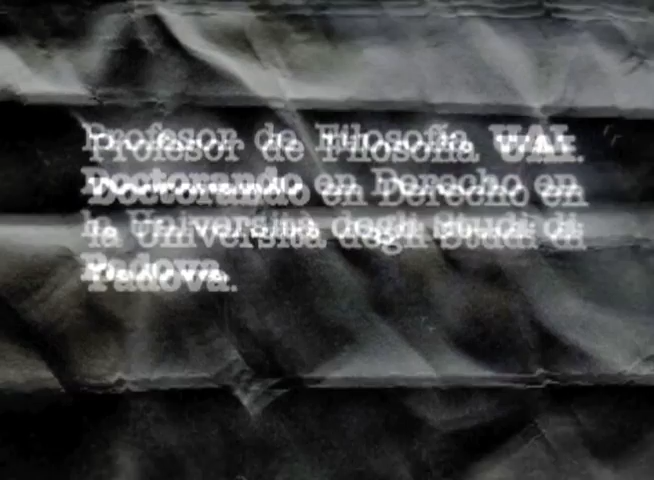 Profesor de Filosofía UAI.
Doctorando en Derecho en
la Università degli Studi di
Padova.